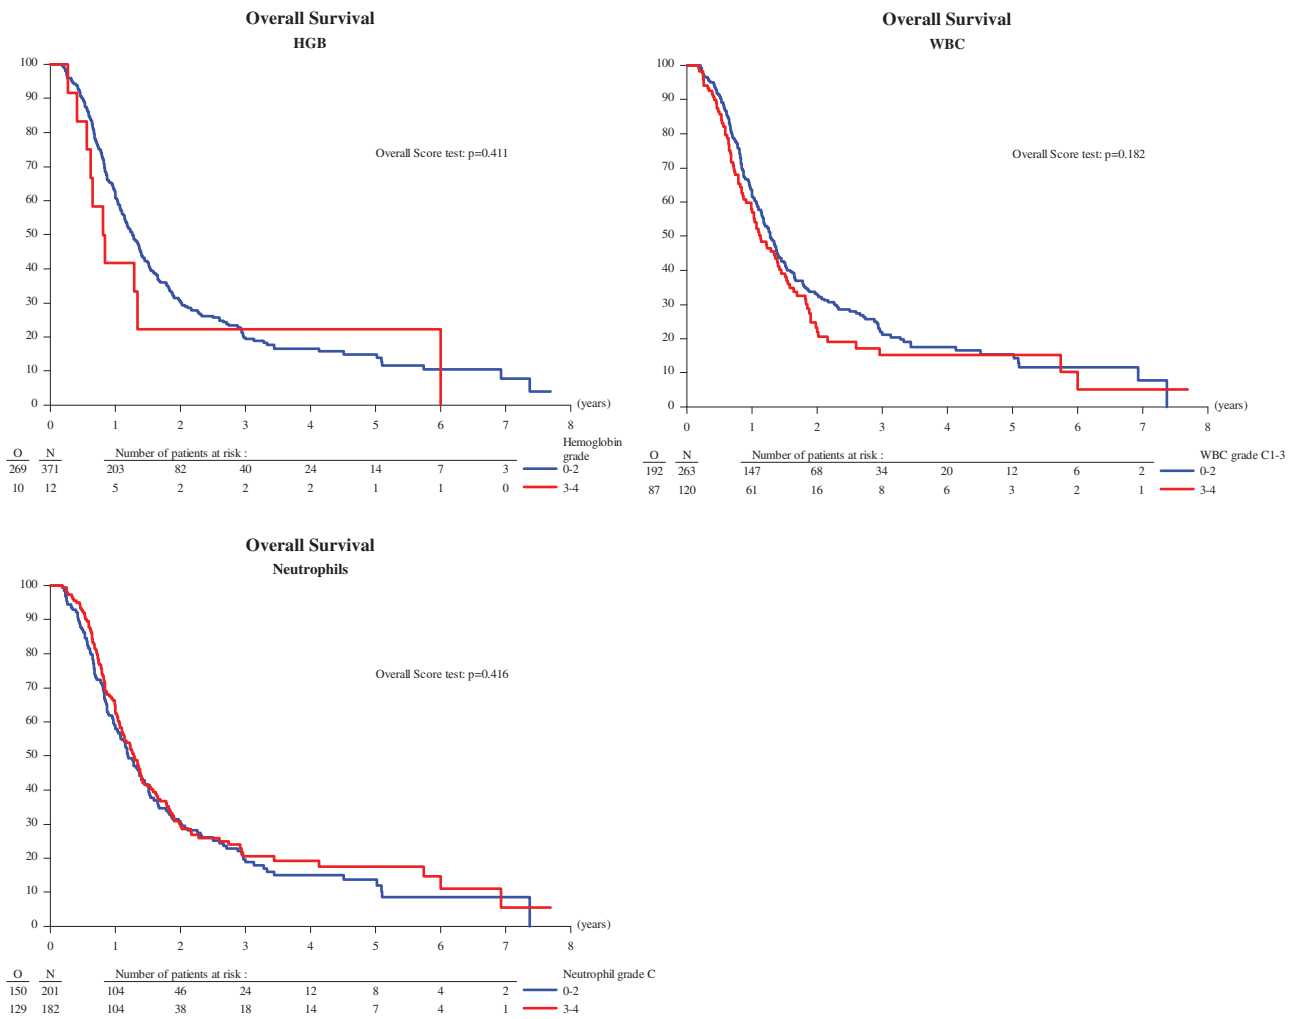 Overall Survival
HGB
100
90
80
70
60
50
40
30
20
10
0
Overall Score test: p=0.411
(years)
0 1 2 3 4 5 6 7 8
Hemoglobin
grade
O N Number of patients at risk :
269 371 203 82 40 24 14 7 3 0-2
10 12 5 2 2 2 1 1 0 3-4
Overall Survival
WBC
100
90
80
70
60
50
40
30
20
10
0
Overall Score test: p=0.182
(years)
0 1 2 3 4 5 6 7 8
O N Number of patients at risk : WBC grade C1-3
192 263 147 68 34 20 12 6 2 0-2
87 120 61 16 8 6 3 2 1 3-4
Overall Survival
Neutrophils
100
90
80
70
60
50
40
30
20
10
0
Overall Score test: p=0.416
(years)
0 1 2 3 4 5 6 7 8
O N Number of patients at risk : Neutrophil grade C
150 201 104 46 24 12 8 4 2 0-2
129 182 104 38 18 14 7 4 1 3-4